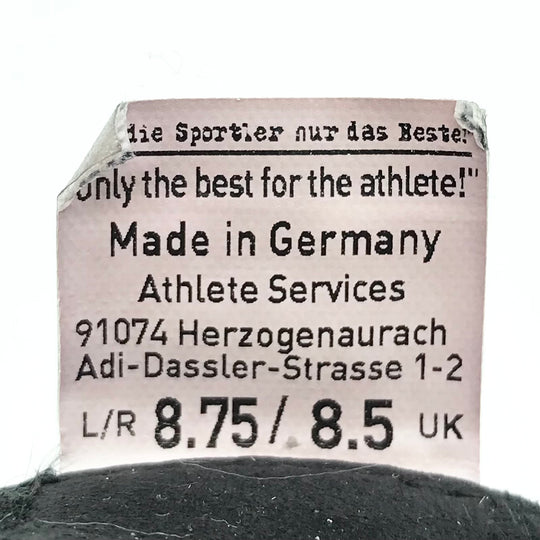 die Sportler nur das Beste!
"Only the best for the athlete!"
Made in Germany
Athlete Services
91074 Herzogenaurach
Adi-Dassler-Strasse 1-2
L/R 8.75/ 8.5 UK